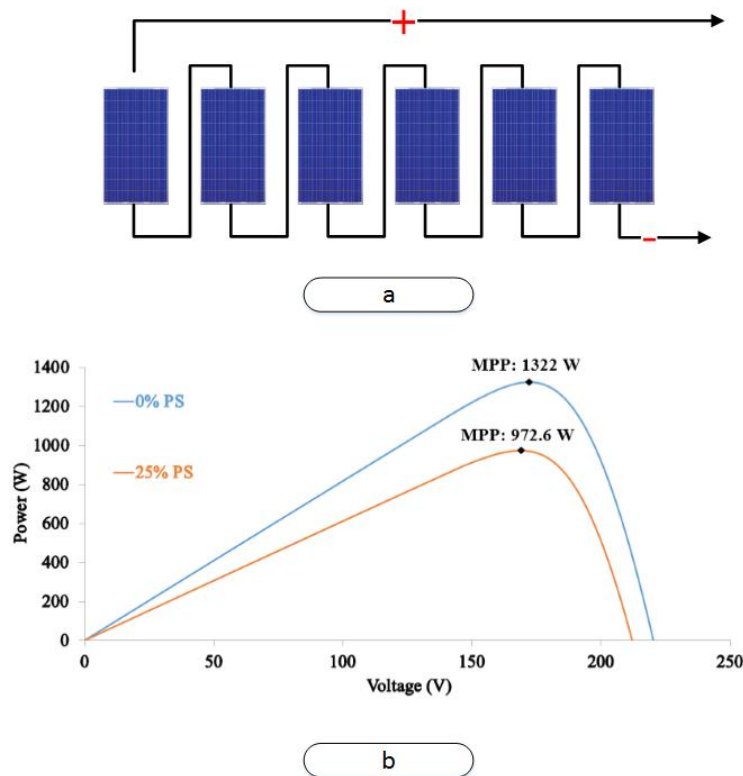 +
-
a
1400
1200
1000
800
600
400
200
0
Power (W)
0% PS
25% PS
MPP: 1322 W
MPP: 972.6 W
0 50 100 150 200 250
Voltage (V)
b